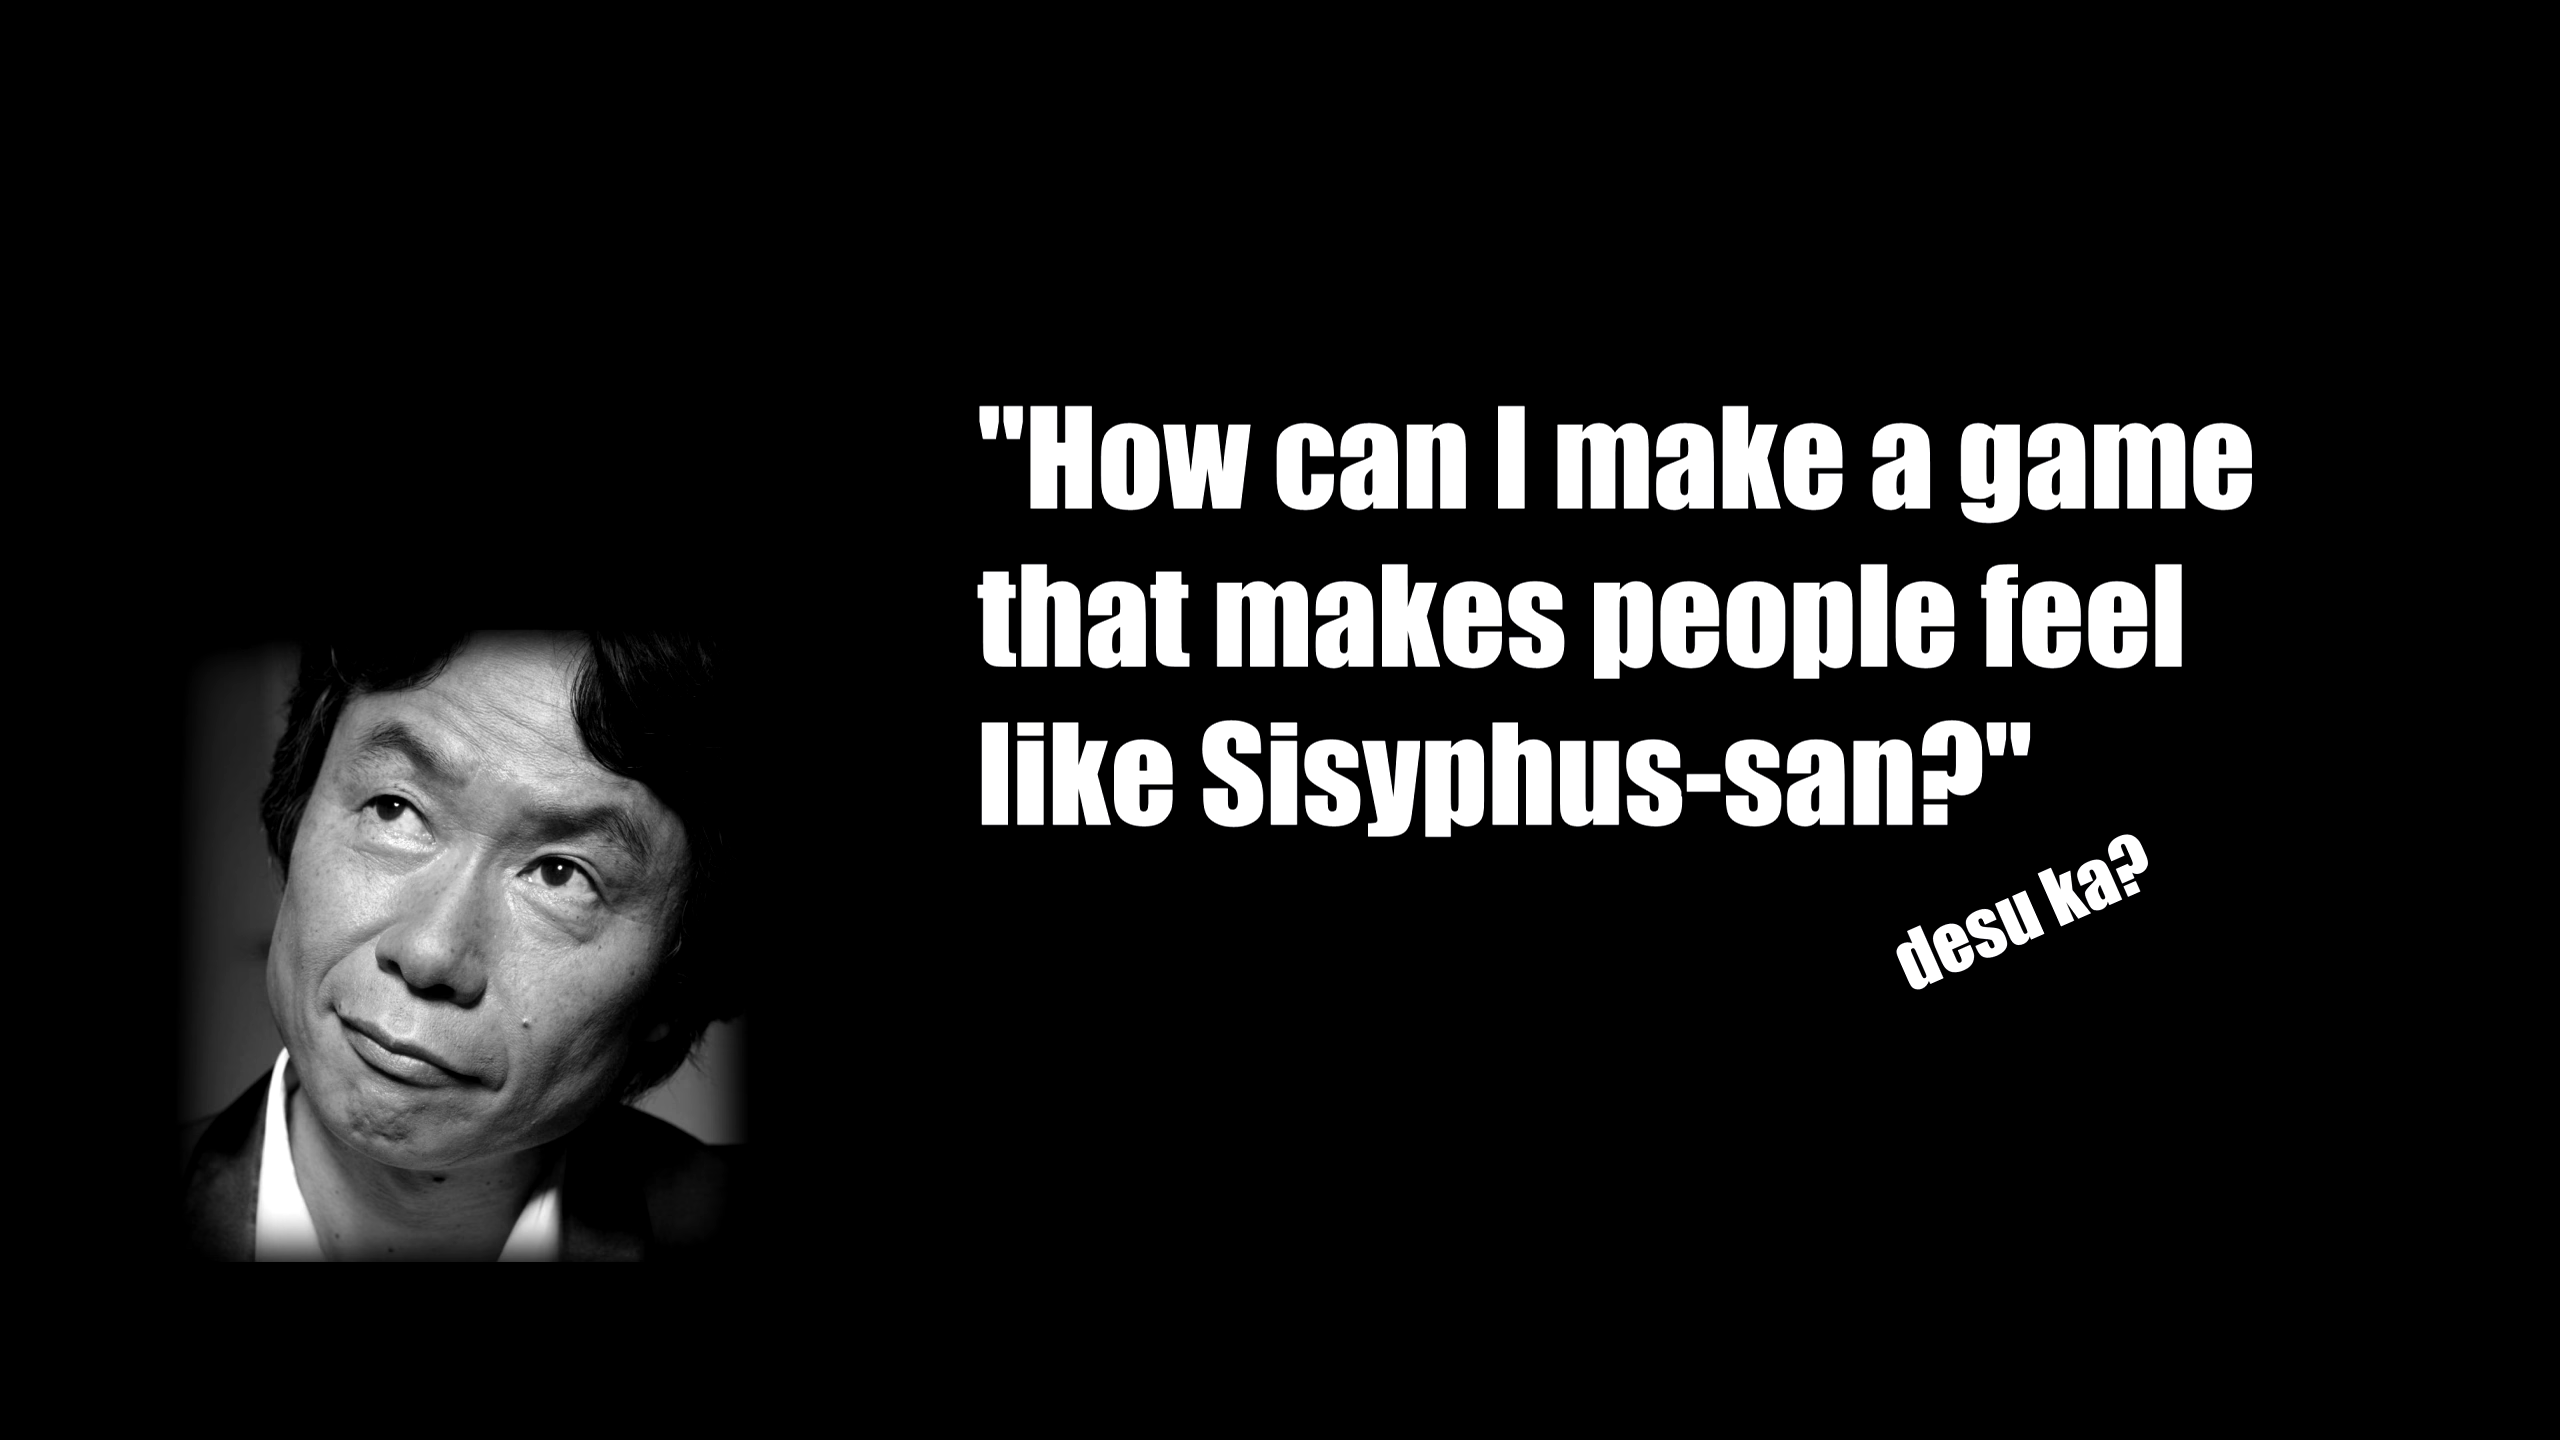 "How can I make a game
that makes people feel
like Sisyphus-san?"
desu ka?